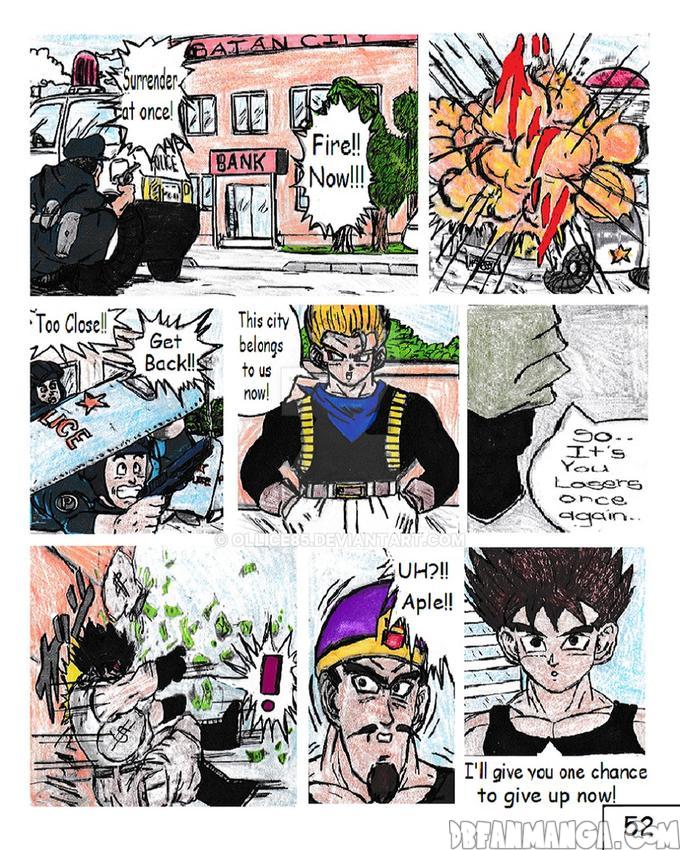 SATAN CITY
Surrender
at once!
POLICE
BANK
Fire!!
Now!!!
Too Close!!
Get
Back!!
LICE
P
This city
belongs
to us
now!
So...
It's
You
Losers
once
again..
$
$
!
UH?!!
Aple!!
I'll give you one chance
to give up now!
© OLLICE85.DEVIANTART.COM
52
DBFANMANGA.COM